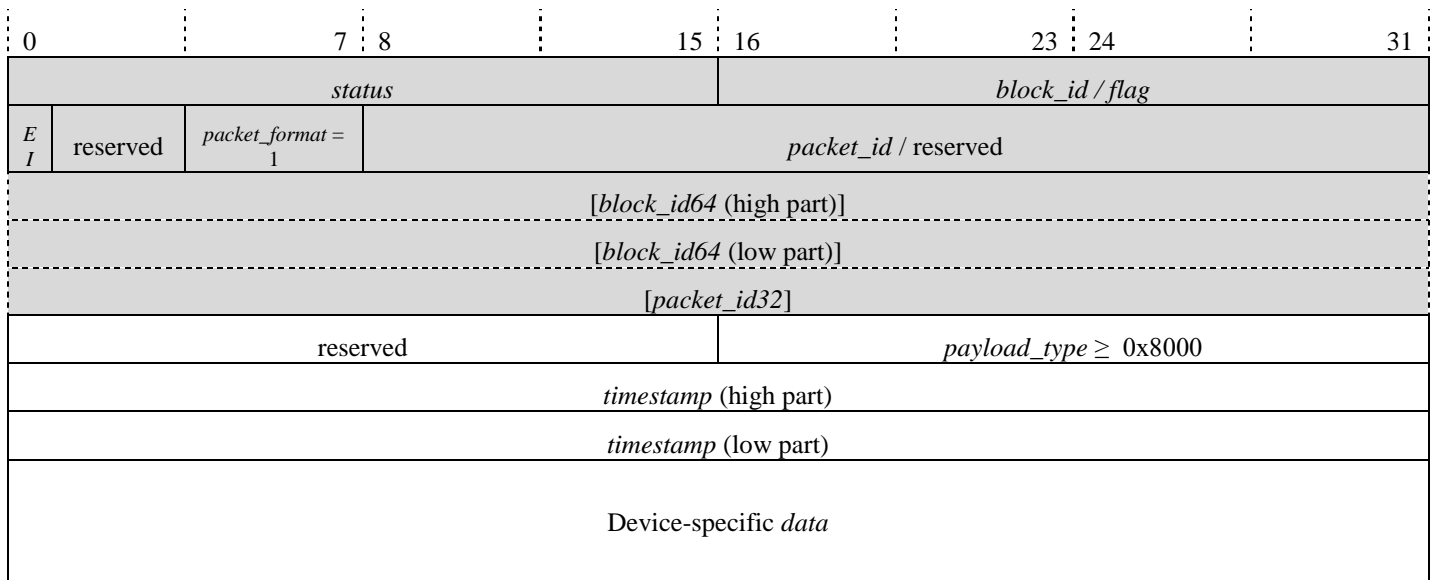 0 7 8 15 16 23 24 31
status block_id / flag
E
I reserved packet_format =
1 packet_id / reserved
[block_id64 (high part)]
[block_id64 (low part)]
[packet_id32]
reserved payload_type ≥ 0x8000
timestamp (high part)
timestamp (low part)
Device-specific data